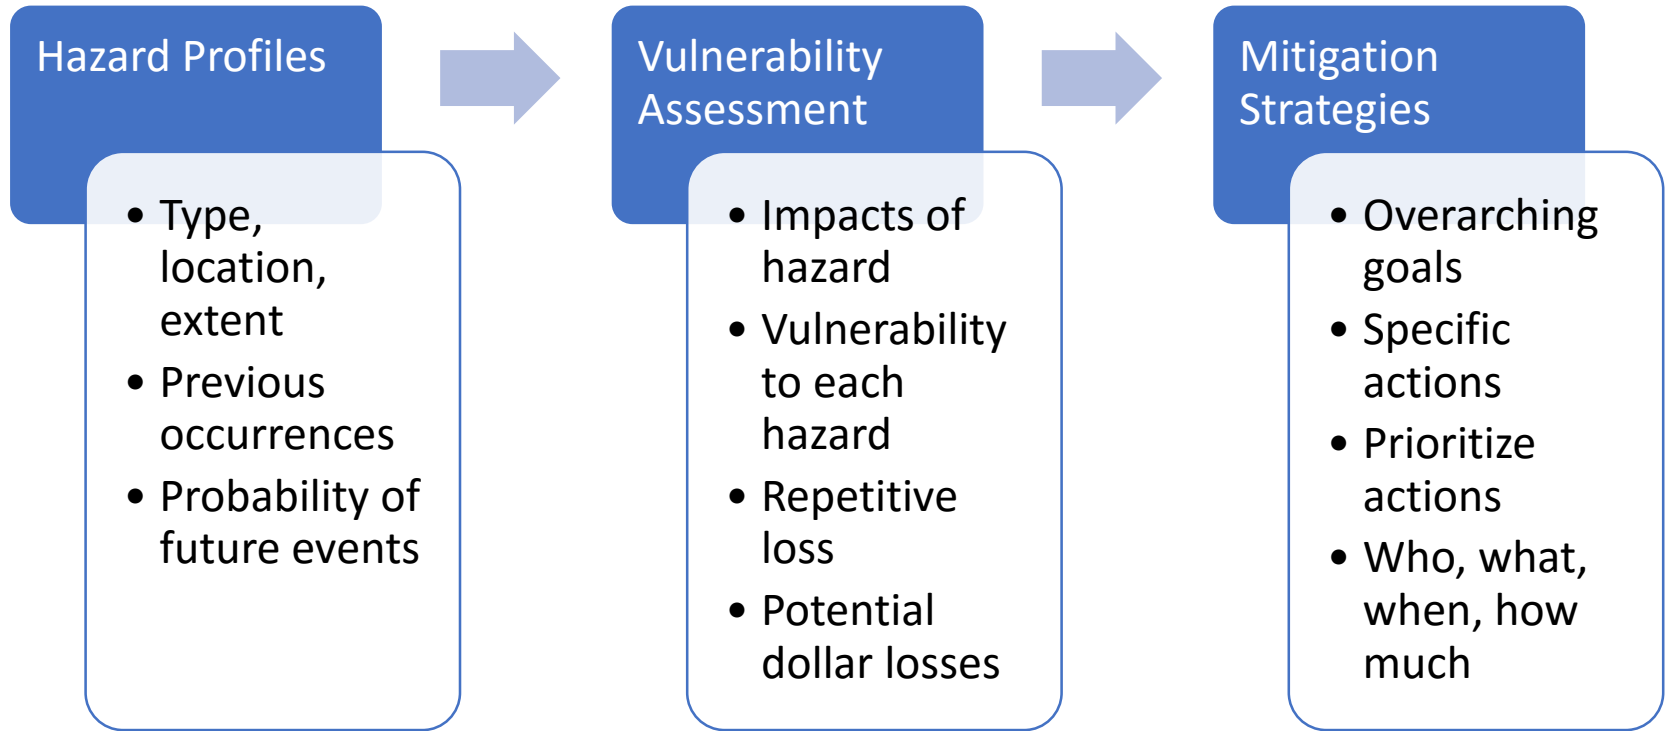 Hazard Profiles
• Type,
location,
extent
• Previous
occurrences
• Probability of
future events
Vulnerability
Assessment
• Impacts of
hazard
• Vulnerability
to each
hazard
• Repetitive
loss
• Potential
dollar losses
Mitigation
Strategies
• Overarching
goals
• Specific
actions
• Prioritize
actions
• Who, what,
when, how
much